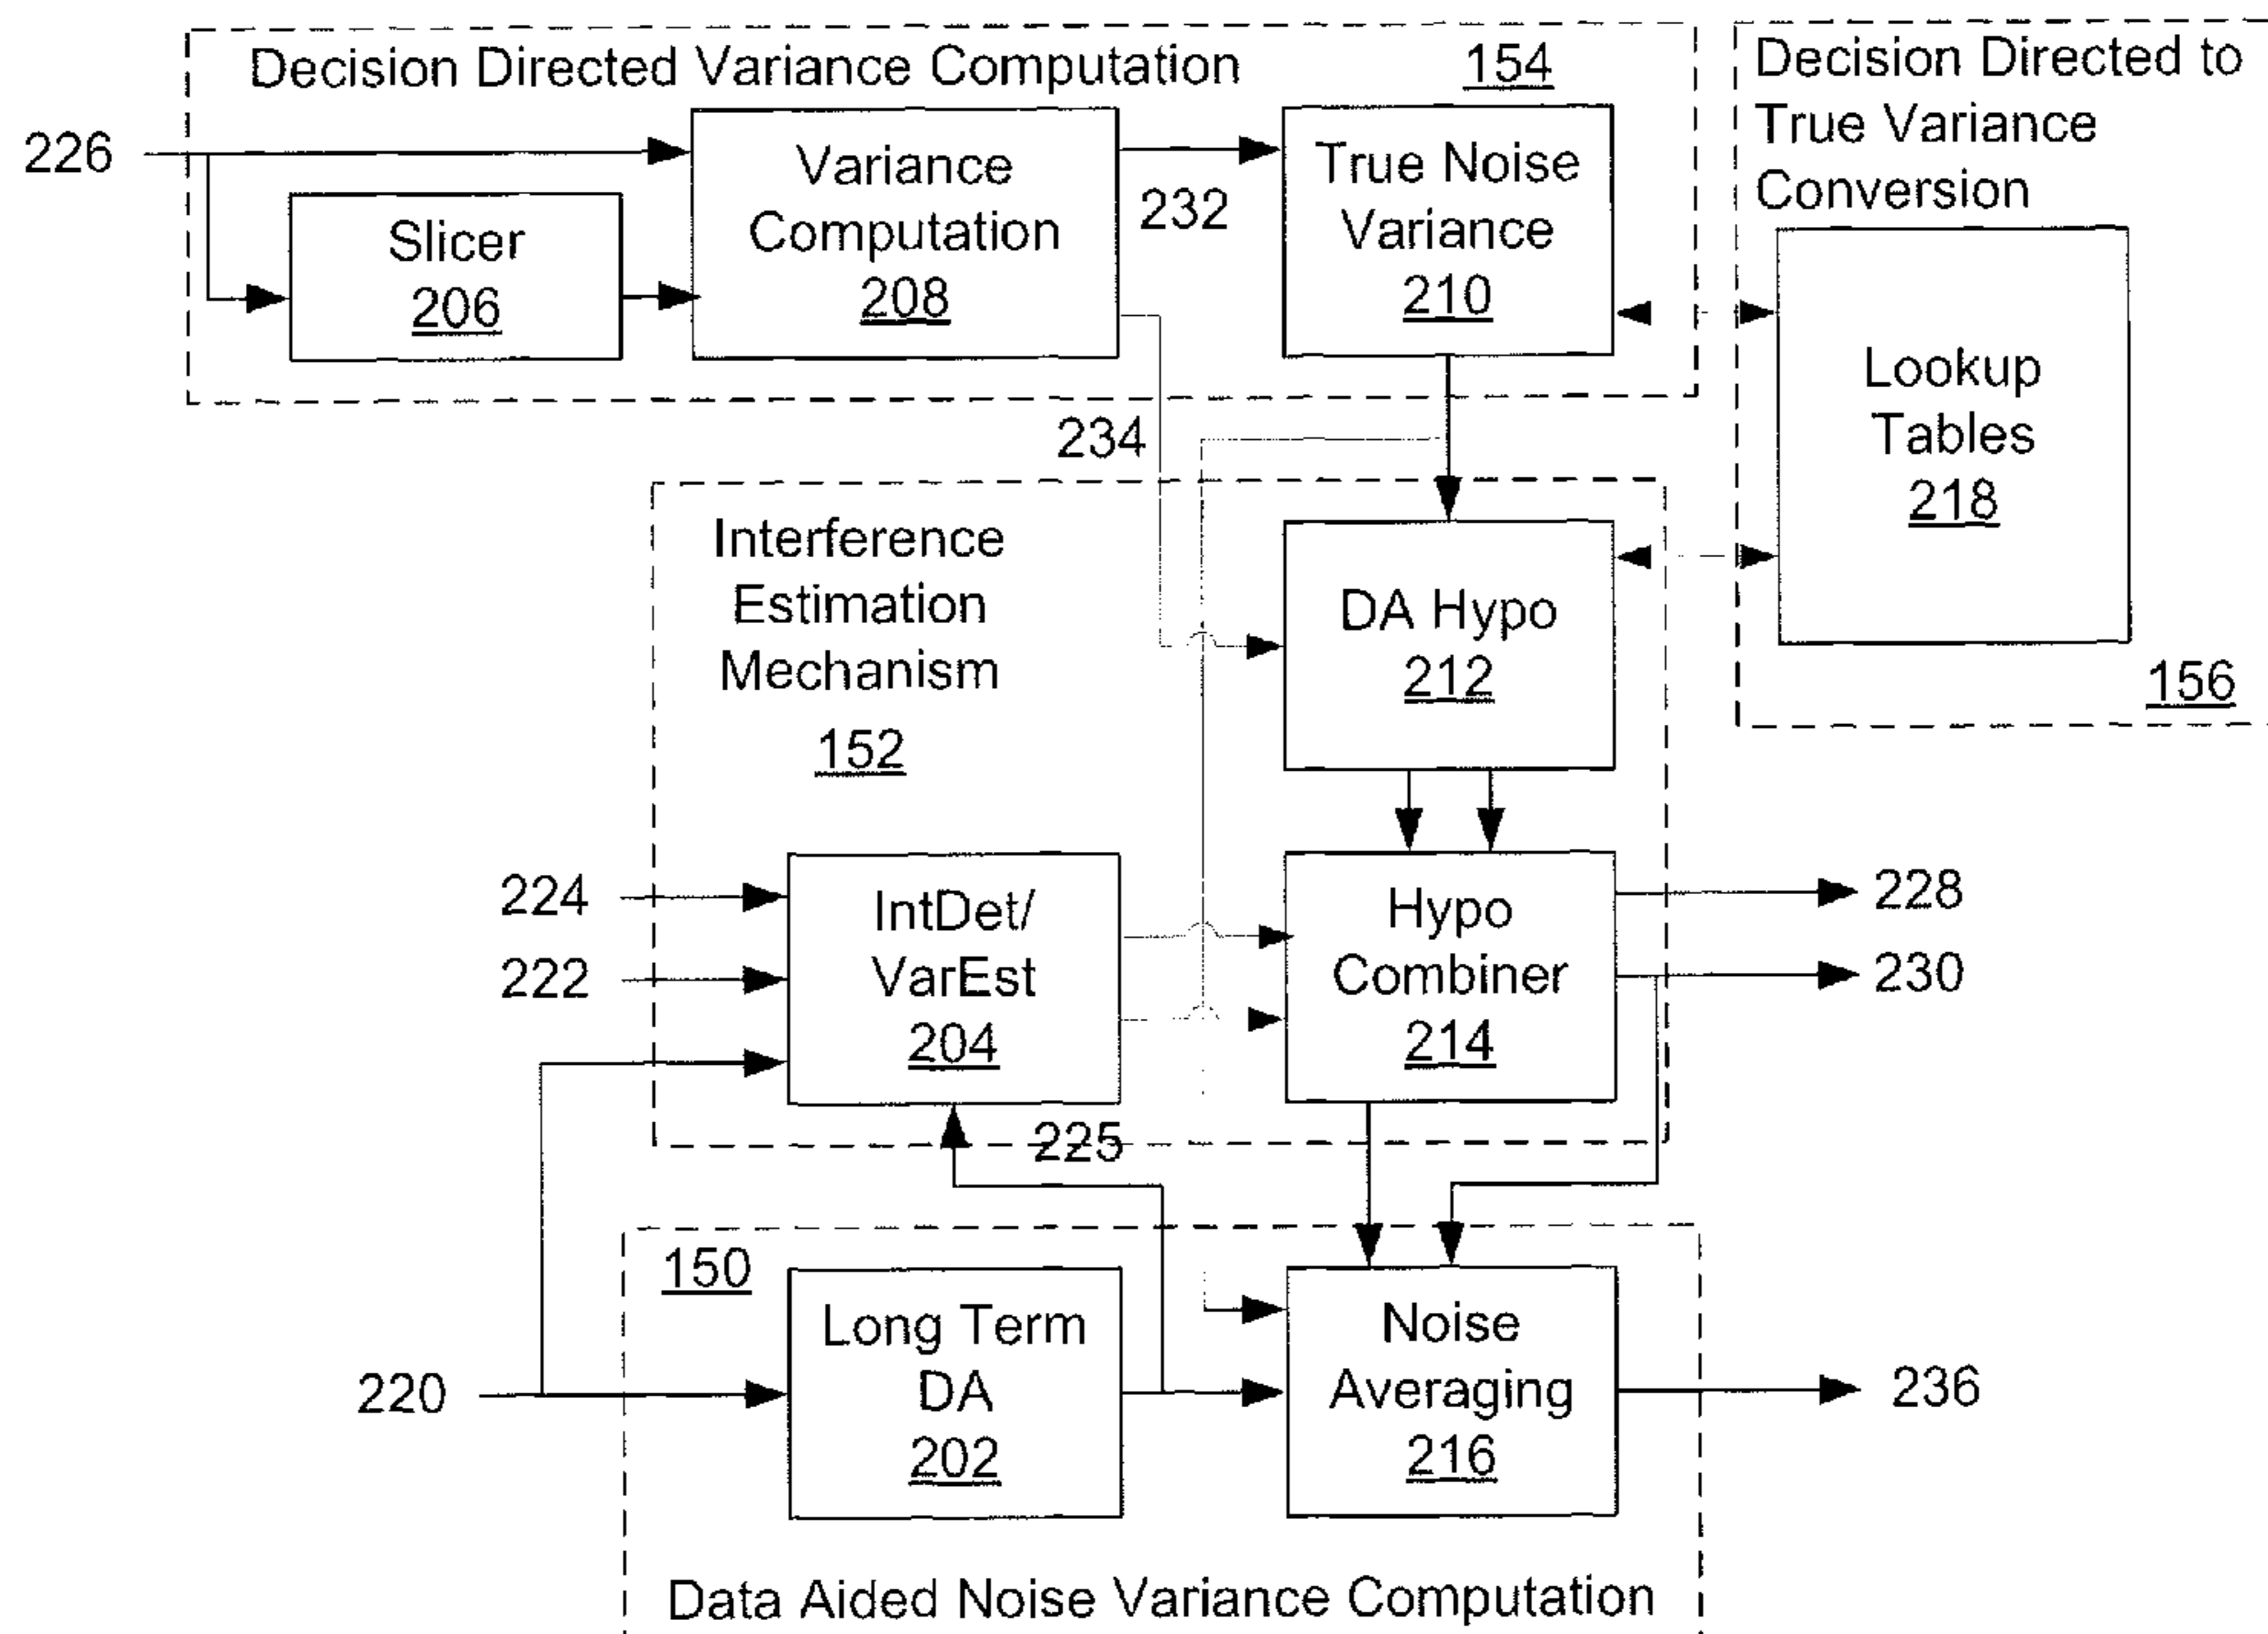 Decision Directed Variance Computation
154
Decision Directed to
True Variance
Conversion
226
Variance
Computation
208
232
True Noise
Variance
210
Slicer
206
Lookup
Tables
218
156
234
Interference
Estimation
Mechanism
152
DA Hypo
212
224
222
IntDet/
VarEst
204
Hypo
Combiner
214
228
230
225
150
Long Term
DA
202
Noise
Averaging
216
220
236
Data Aided Noise Variance Computation